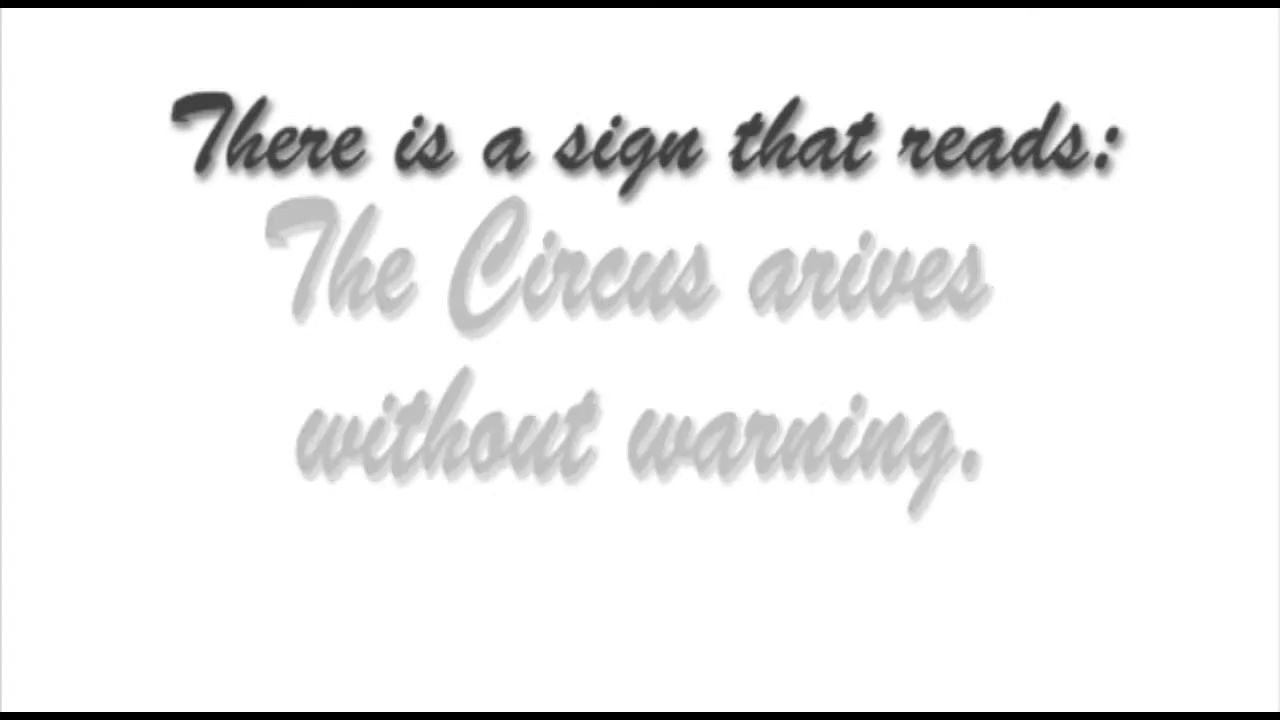 There is a sign that reads:
The Circus arives
without warning.